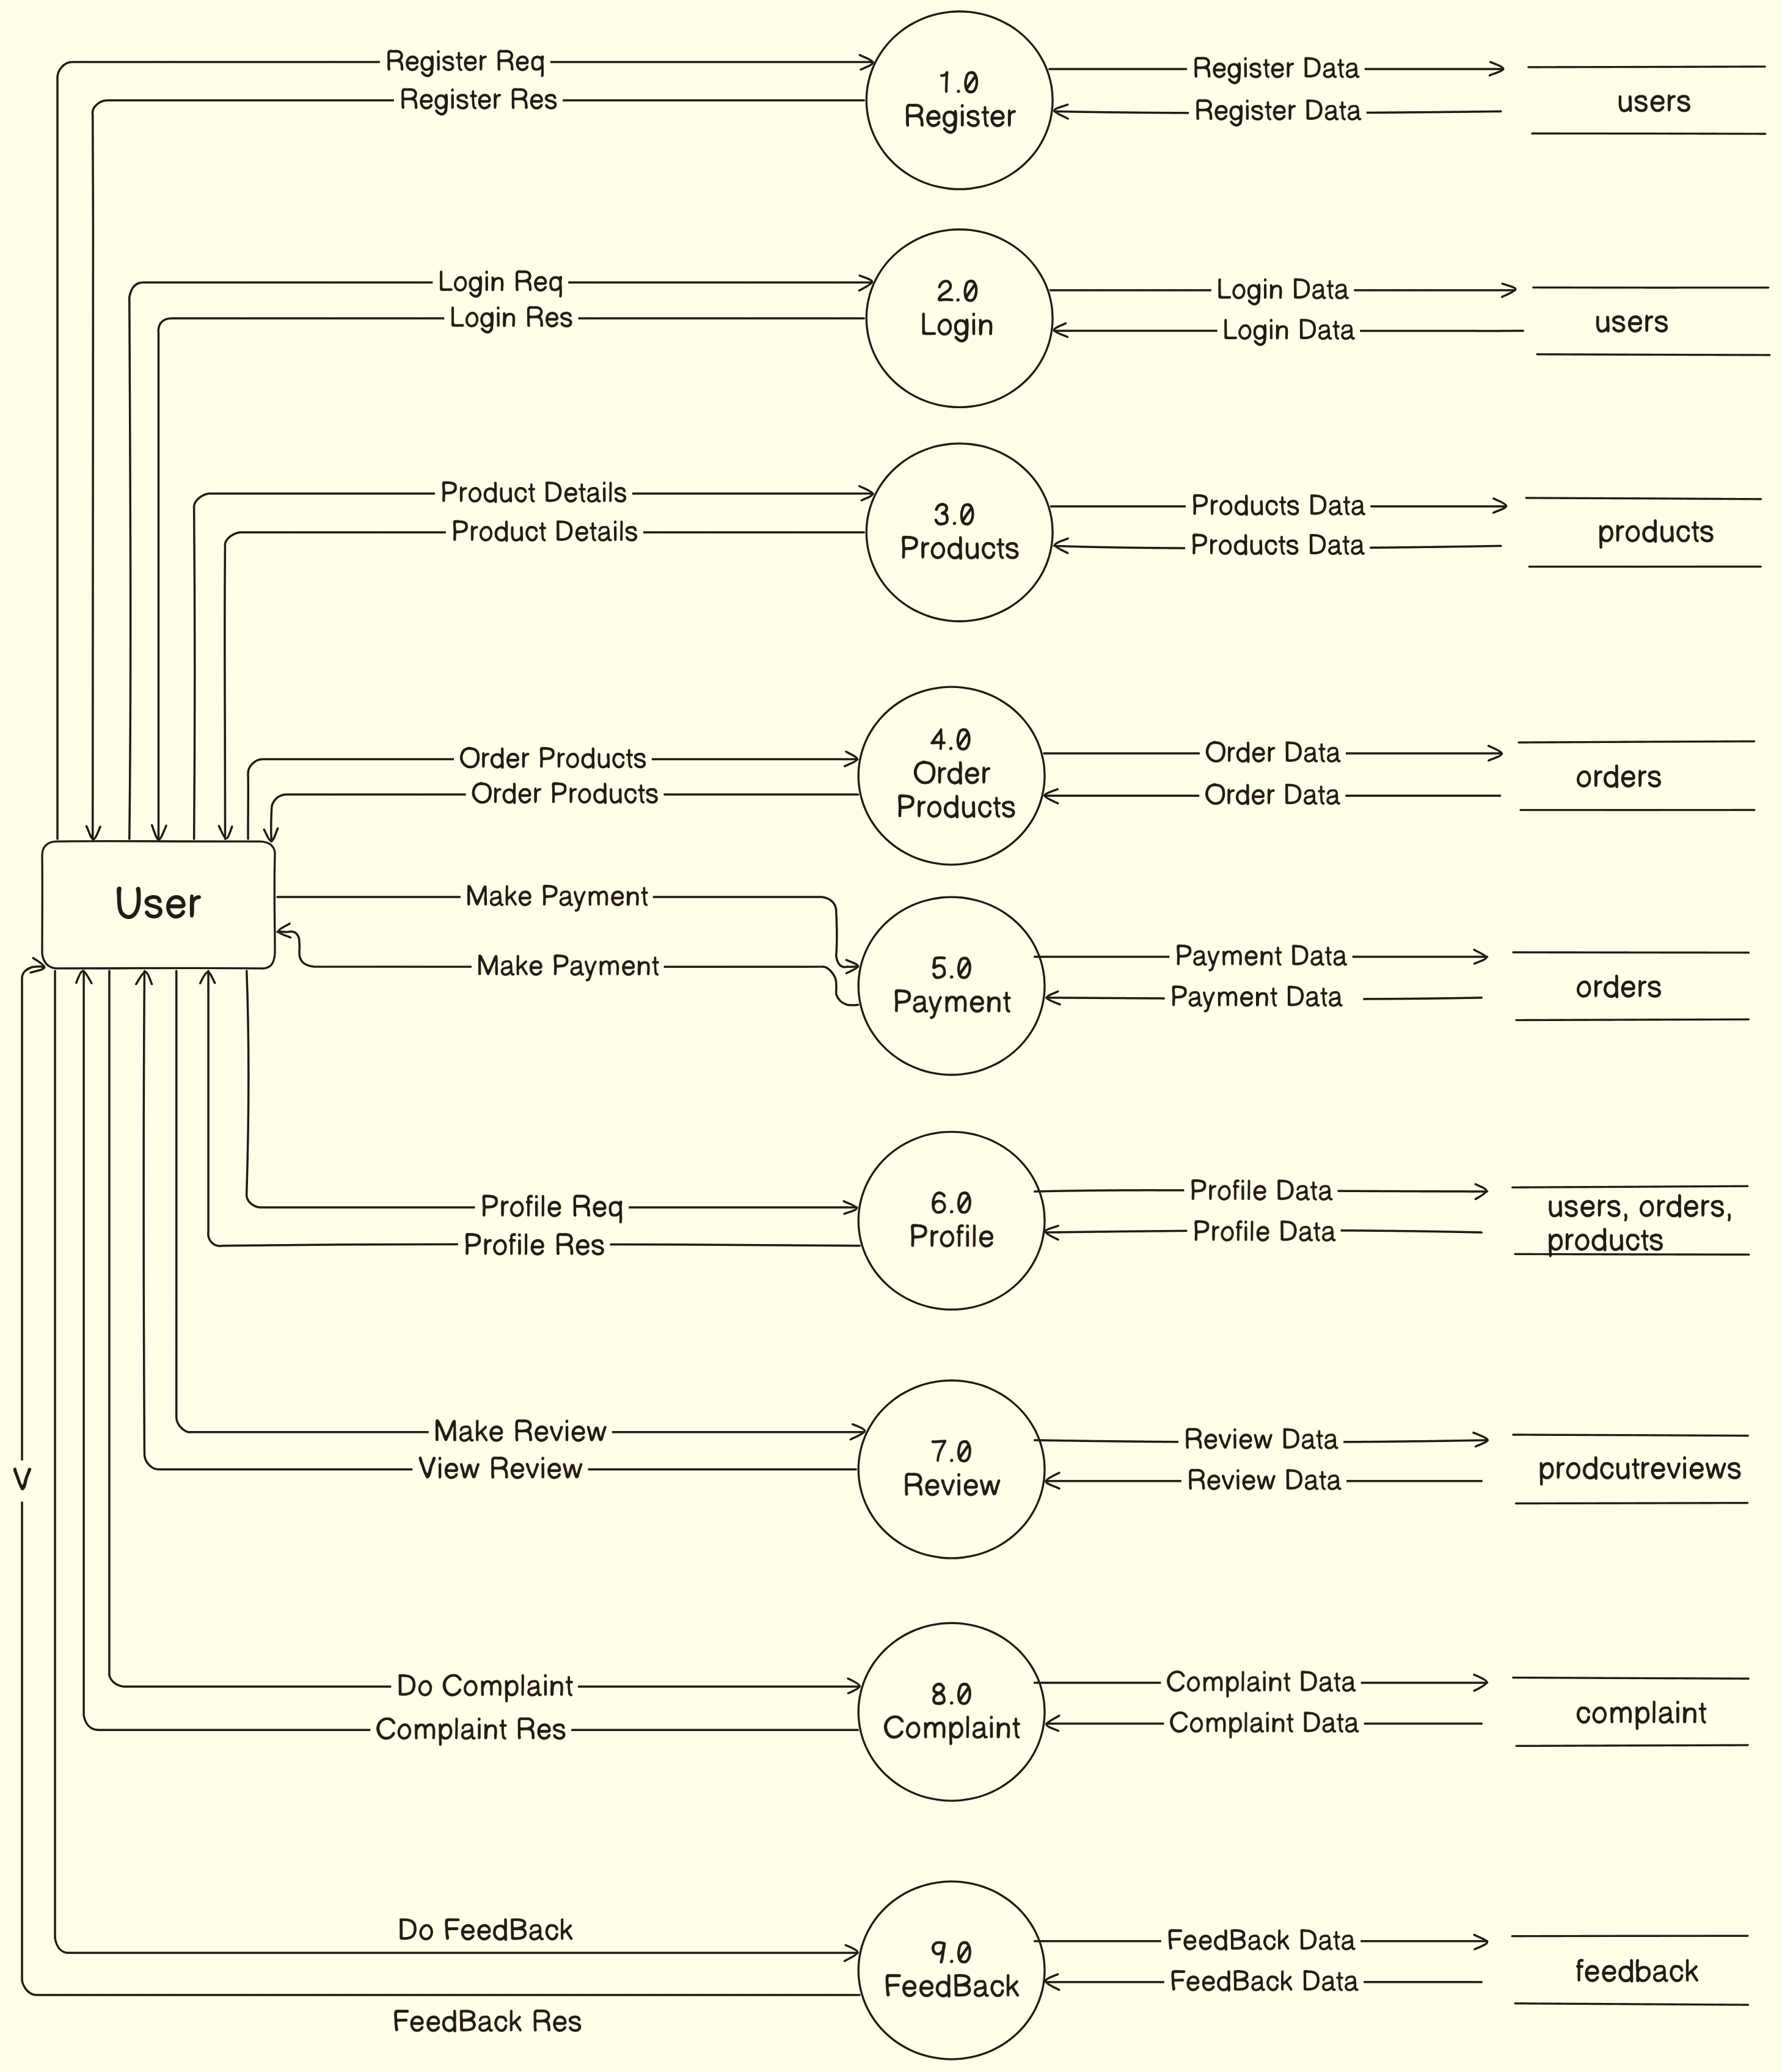 Register Req
Register Res
1.0
Register
Register Data
Register Data
users
Login Req
Login Res
2.0
Login
Login Data
Login Data
users
Product Details
Product Details
3.0
Products
Products Data
Products Data
products
Order Products
Order Products
4.0
Order
Products
Order Data
Order Data
orders
User
Make Payment
Make Payment
5.0
Payment
Payment Data
Payment Data
orders
Profile Req
Profile Res
6.0
Profile
Profile Data
Profile Data
users, orders,
products
Make Review
View Review
7.0
Review
Review Data
Review Data
prodcutreviews
V
Do Complaint
Complaint Res
8.0
Complaint
Complaint Data
Complaint Data
complaint
Do FeedBack
FeedBack Res
9.0
FeedBack
FeedBack Data
FeedBack Data
feedback